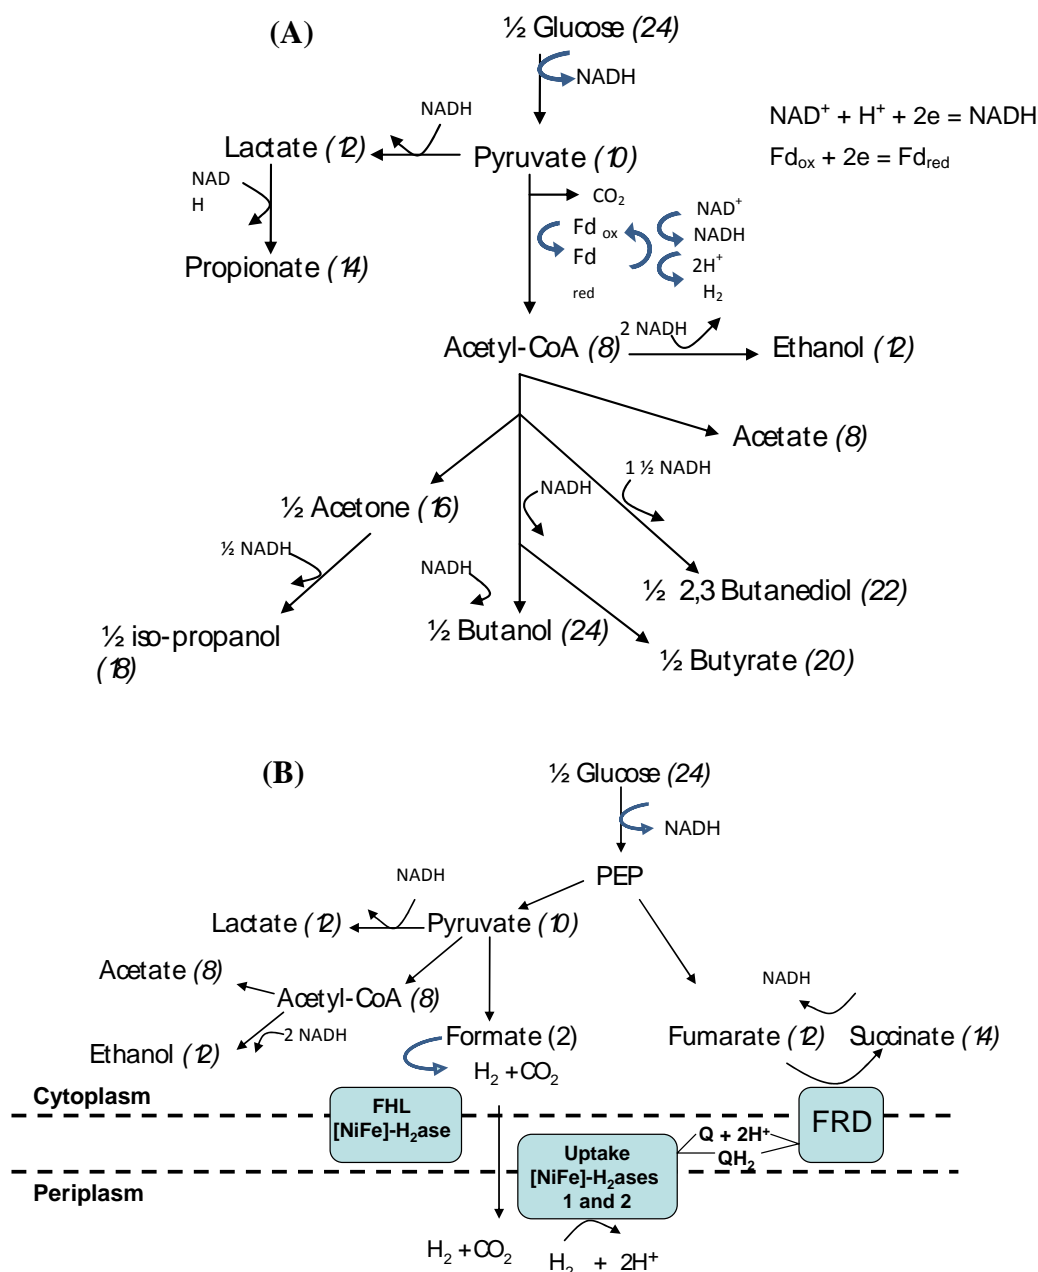 (A)
½ Glucose (24)
NADH
NAD⁺ + H⁺ + 2e = NADH
Fdox + 2e = Fdred
NADH
Lactate (12)
Pyruvate (10)
NAD
H
CO₂
Fd ox
Fd
red
NAD⁺
NADH
2H⁺
H₂
Propionate (14)
Acetyl-CoA (8)
2 NADH
Ethanol (12)
Acetate (8)
1 ½ NADH
NADH
½ Acetone (16)
½ NADH
NADH
½ 2,3 Butanediol (22)
½ iso-propanol
(18)
½ Butanol (24)
½ Butyrate (20)
(B)
½ Glucose (24)
NADH
PEP
NADH
Lactate (12)
Pyruvate (10)
Acetate (8)
Acetyl-CoA (8)
NADH
2 NADH
Ethanol (12)
Formate (2)
Fumarate (12)
Succinate (14)
H₂ +CO₂
Cytoplasm
FHL
[NiFe]-H₂ase
FRD
Q + 2H⁺
QH₂
Uptake
[NiFe]-H₂ases
1 and 2
Periplasm
H₂ +CO₂
H₂ + 2H⁺